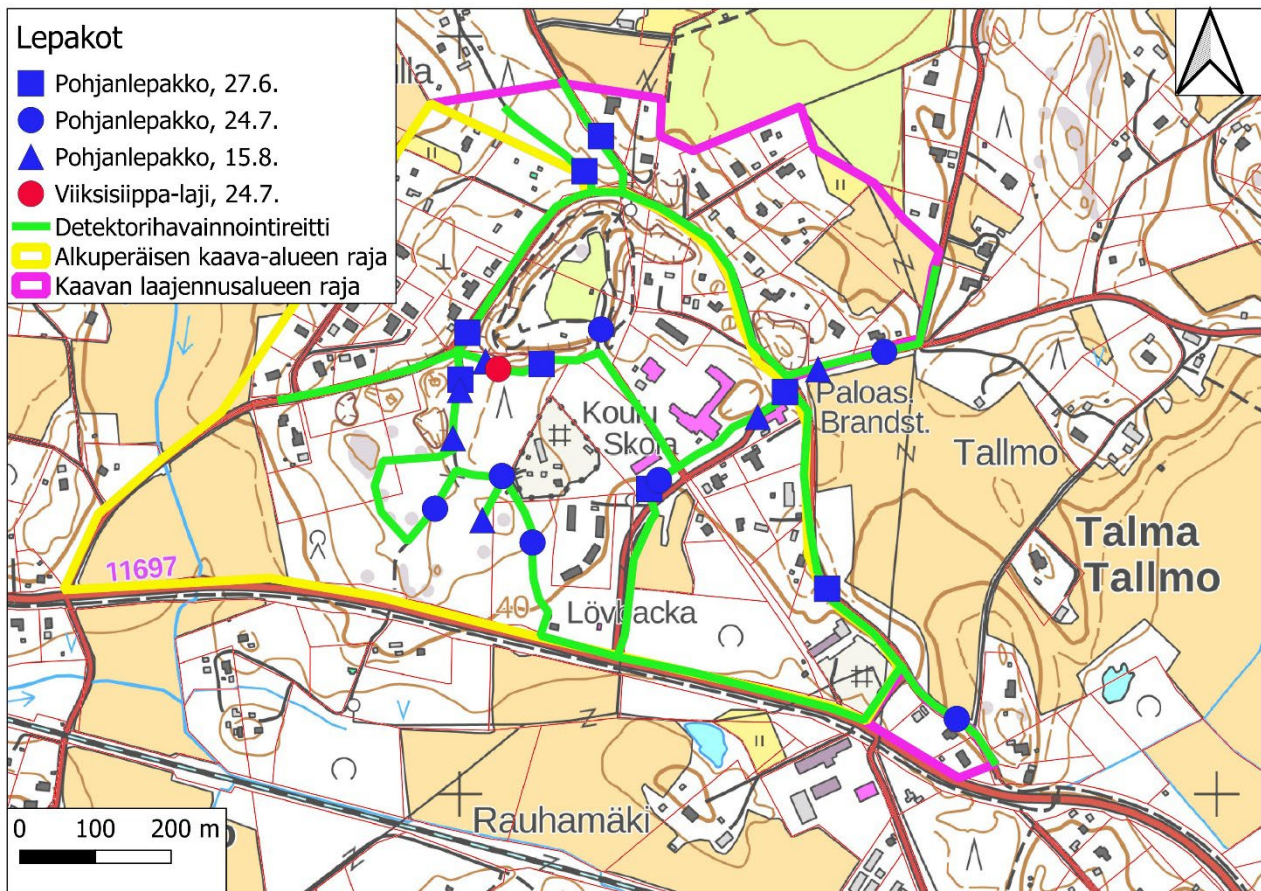 Lepakot
Pohjanlepakko, 27.6.
Pohjanlepakko, 24.7.
Pohjanlepakko, 15.8.
Viiksisiippa-laji, 24.7.
Detektorihavainnointireitti
Alkuperäisen kaava-alueen raja
Kaavan laajennusalueen raja
Koulu
Skola
Paloas.
Brandst.
Tallmo
Talma
Tallmo
11697
40
Lövbacka
Rauhamäki
0 100 200 m